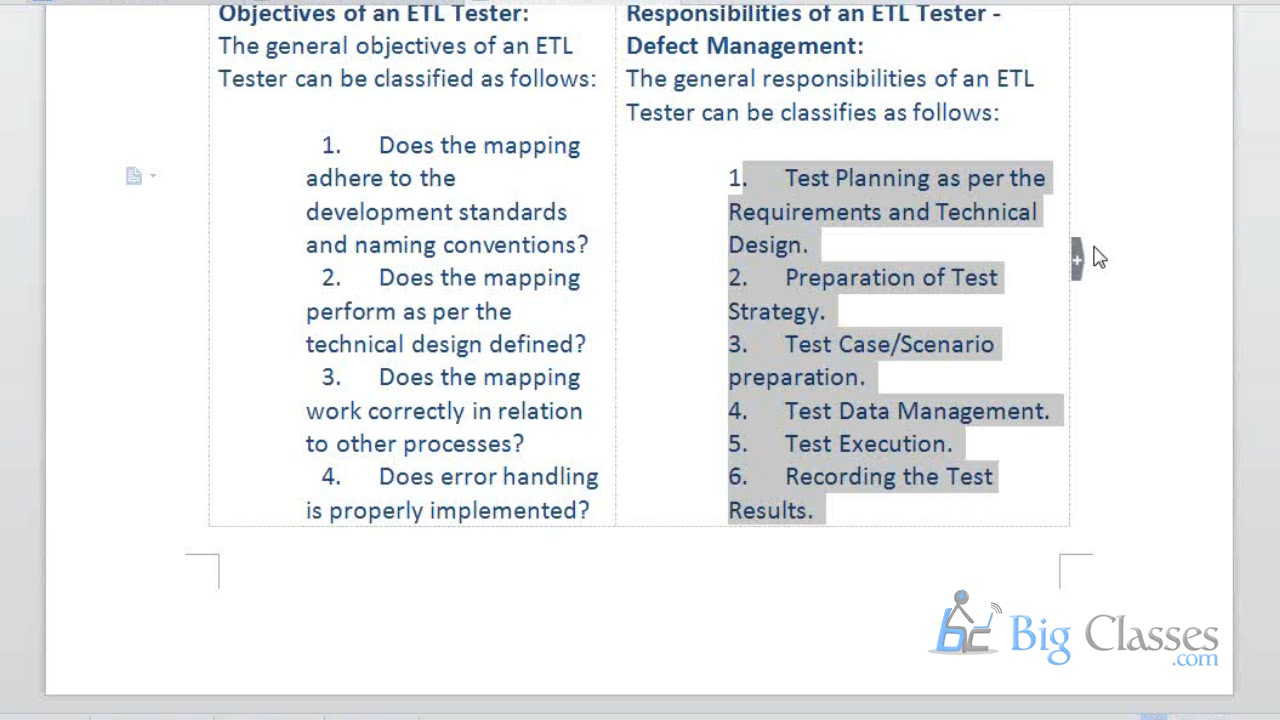 Objectives of an ETL Tester:
The general objectives of an ETL
Tester can be classified as follows:
1. Does the mapping
adhere to the
development standards
and naming conventions?
2. Does the mapping
perform as per the
technical design defined?
3. Does the mapping
work correctly in relation
to other processes?
4. Does error handling
is properly implemented?
Responsibilities of an ETL Tester -
Defect Management:
The general responsibilities of an ETL
Tester can be classifies as follows:
1. Test Planning as per the
Requirements and Technical
Design.
2. Preparation of Test
Strategy.
3. Test Case/Scenario
preparation.
4. Test Data Management.
5. Test Execution.
6. Recording the Test
Results.
bc Big Classes
.com